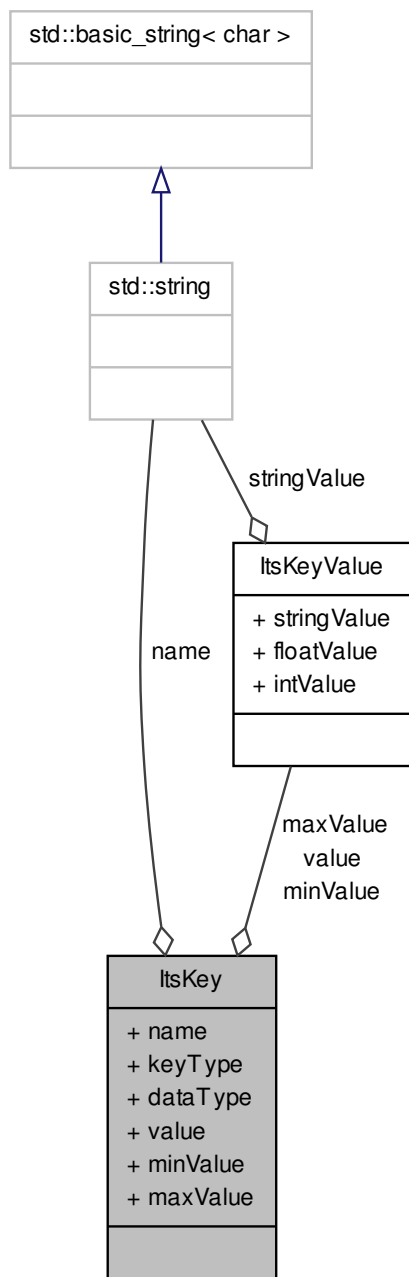 std::basic_string< char >
std::string
stringValue
ItsKeyValue
+ stringValue
+ floatValue
+ intValue
name
maxValue
value
minValue
ItsKey
+ name
+ keyType
+ dataType
+ value
+ minValue
+ maxValue